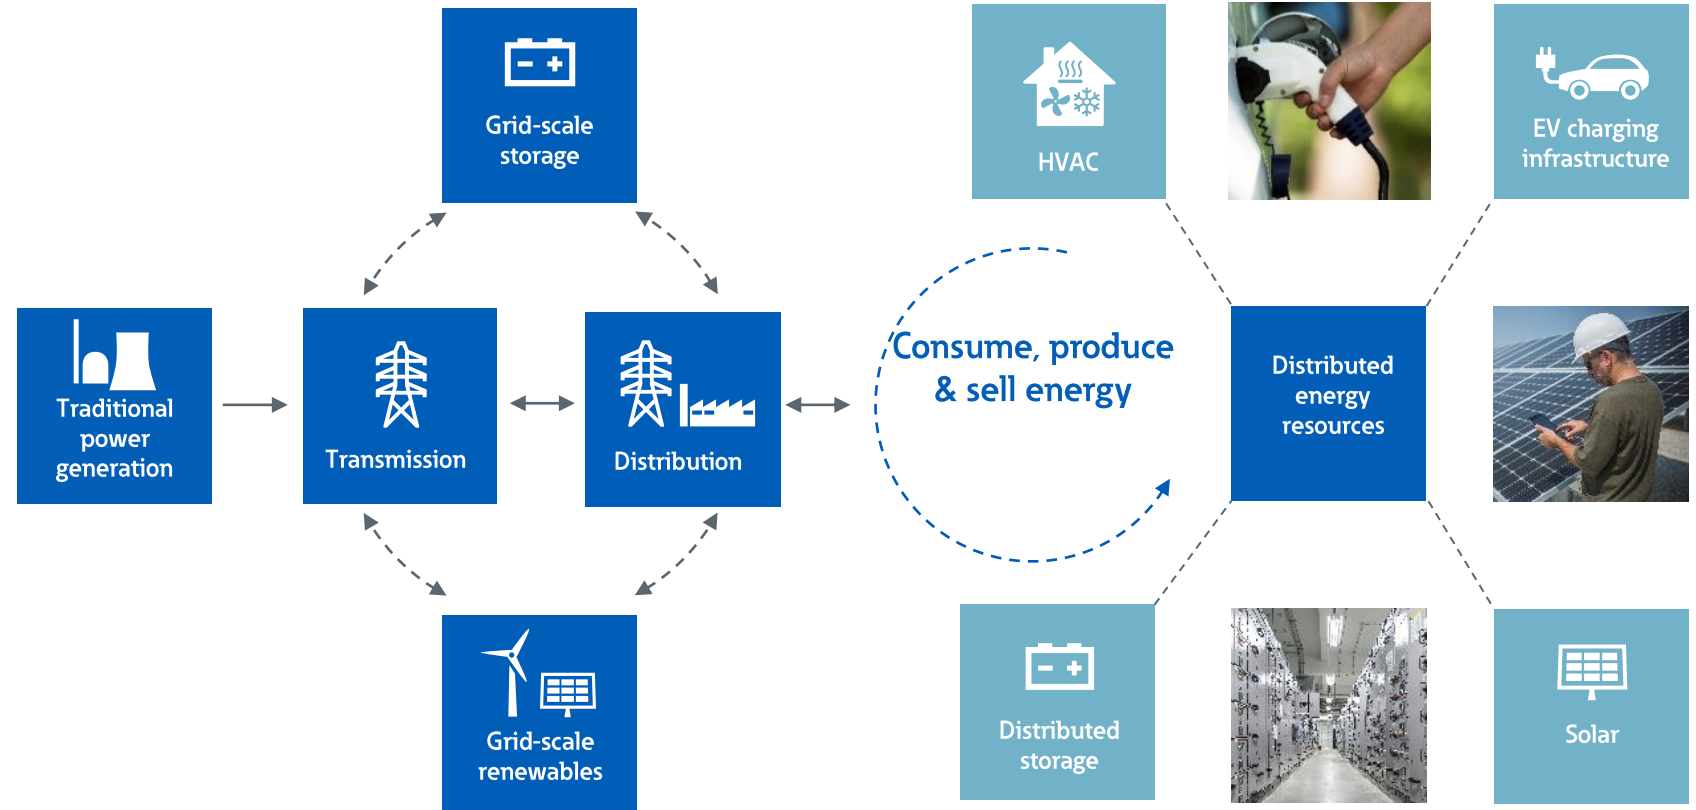 Grid-scale
storage
HVAC
EV charging
infrastructure
Traditional
power
generation
Transmission
Distribution
Consume, produce
& sell energy
Distributed
energy
resources
Grid-scale
renewables
Distributed
storage
Solar